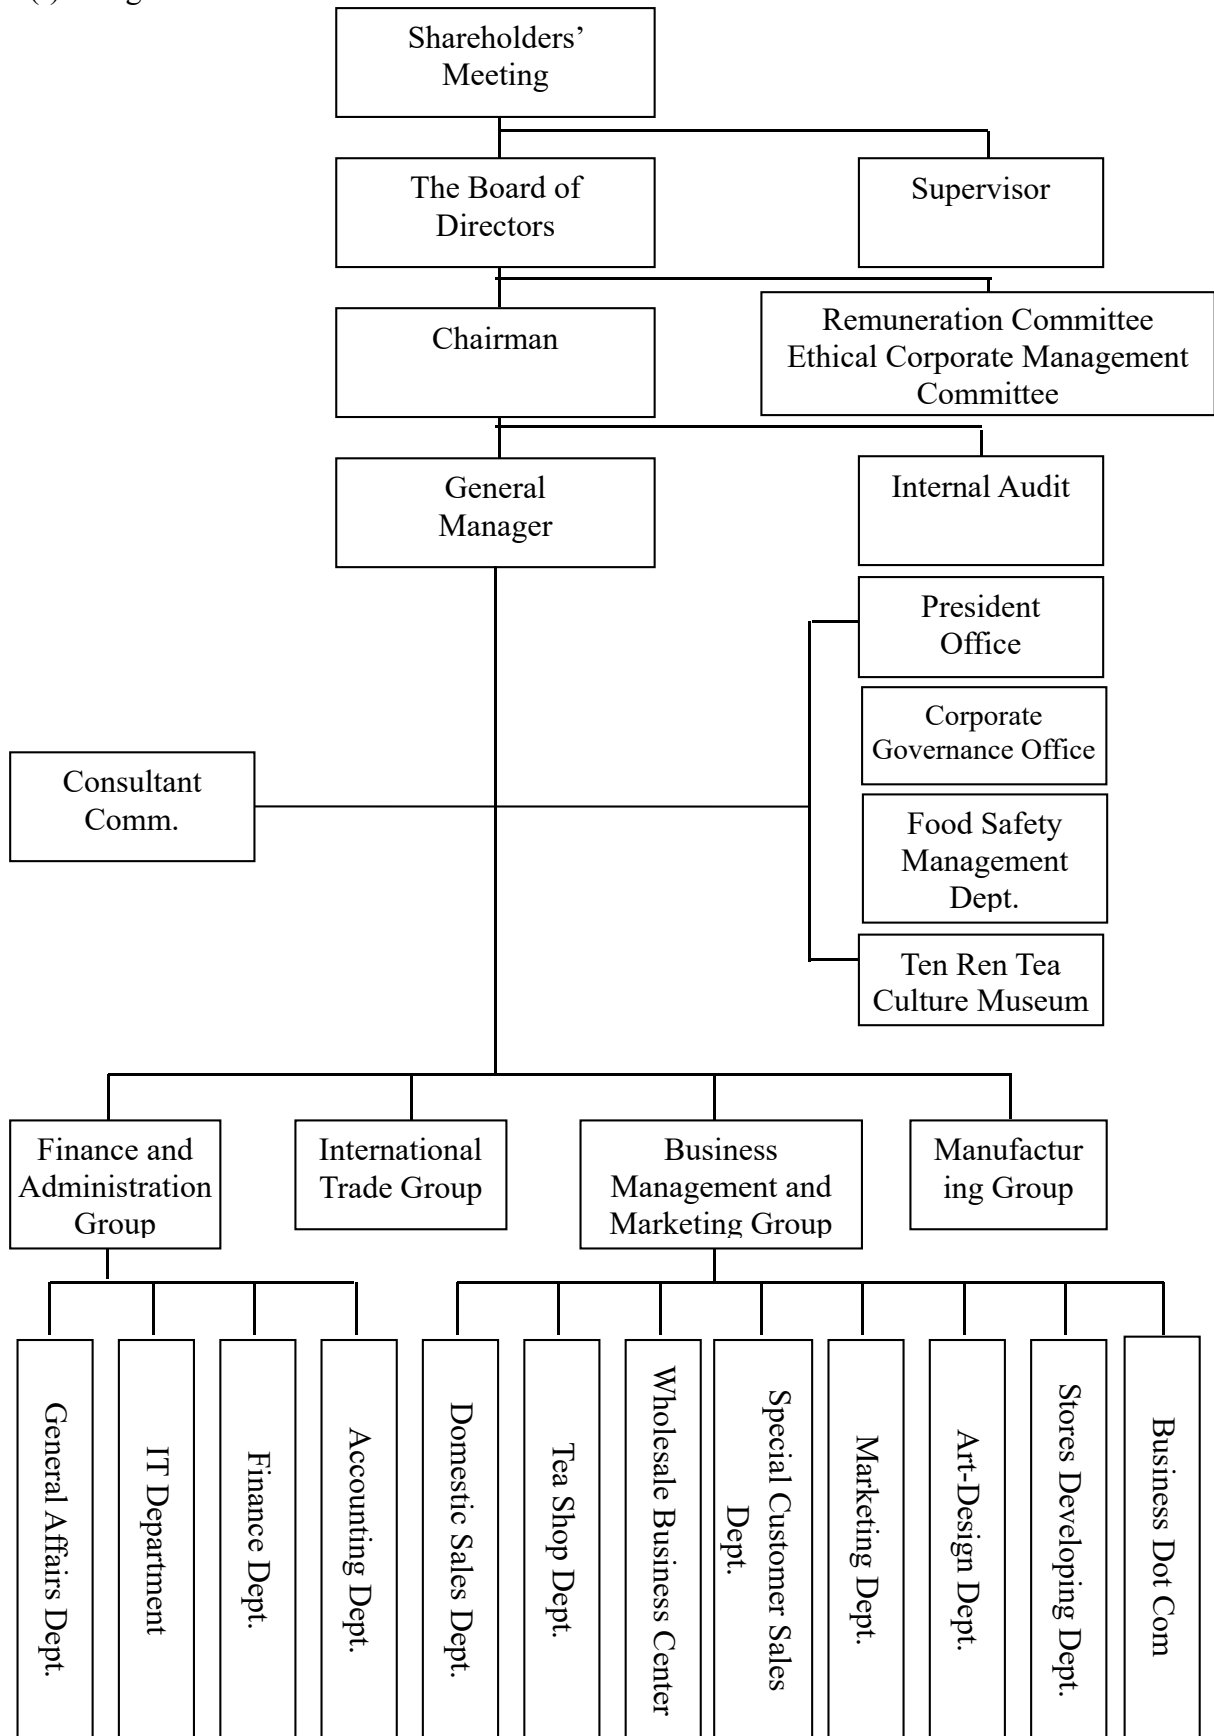 Shareholders’
Meeting
The Board of
Directors
Supervisor
Chairman
Remuneration Committee
Ethical Corporate Management
Committee
General
Manager
Internal Audit
President
Office
Corporate
Governance Office
Consultant
Comm.
Food Safety
Management
Dept.
Ten Ren Tea
Culture Museum
Finance and
Administration
Group
International
Trade Group
Business
Management and
Marketing Group
Manufactur
ing Group
General Affairs Dept.
IT Department
Finance Dept.
Accounting Dept.
Domestic Sales Dept.
Tea Shop Dept.
Wholesale Business Center
Special Customer Sales
Dept.
Marketing Dept.
Art-Design Dept.
Stores Developing Dept.
Business Dot Com